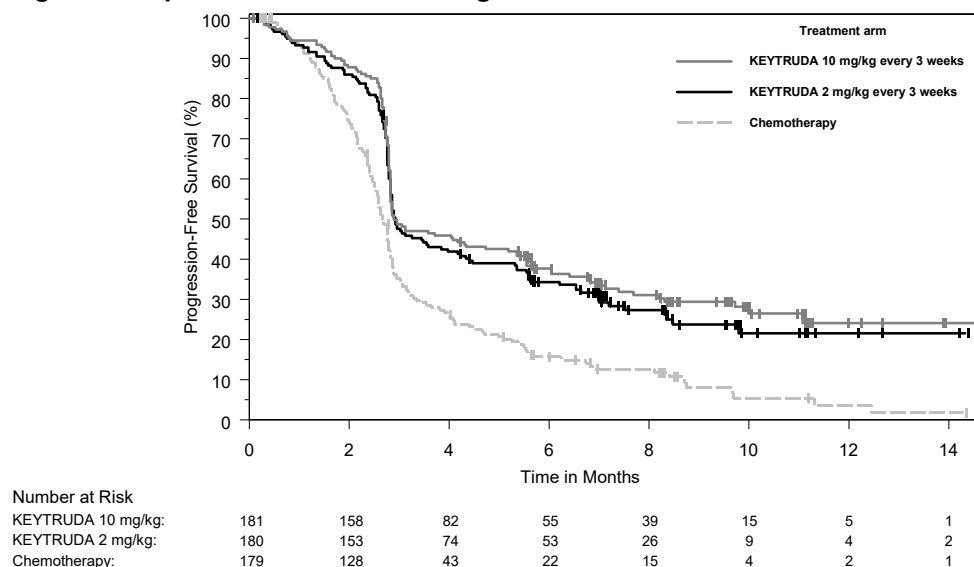 Treatment arm
KEYTRUDA 10 mg/kg every 3 weeks
KEYTRUDA 2 mg/kg every 3 weeks
Chemotherapy
Progression-Free Survival (%)
100
90
80
70
60
50
40
30
20
10
0
0 2 4 6 8 10 12 14
Time in Months
Number at Risk
KEYTRUDA 10 mg/kg: 181 158 82 55 39 15 5 1
KEYTRUDA 2 mg/kg: 180 153 74 53 26 9 4 2
Chemotherapy: 179 128 43 22 15 4 2 1